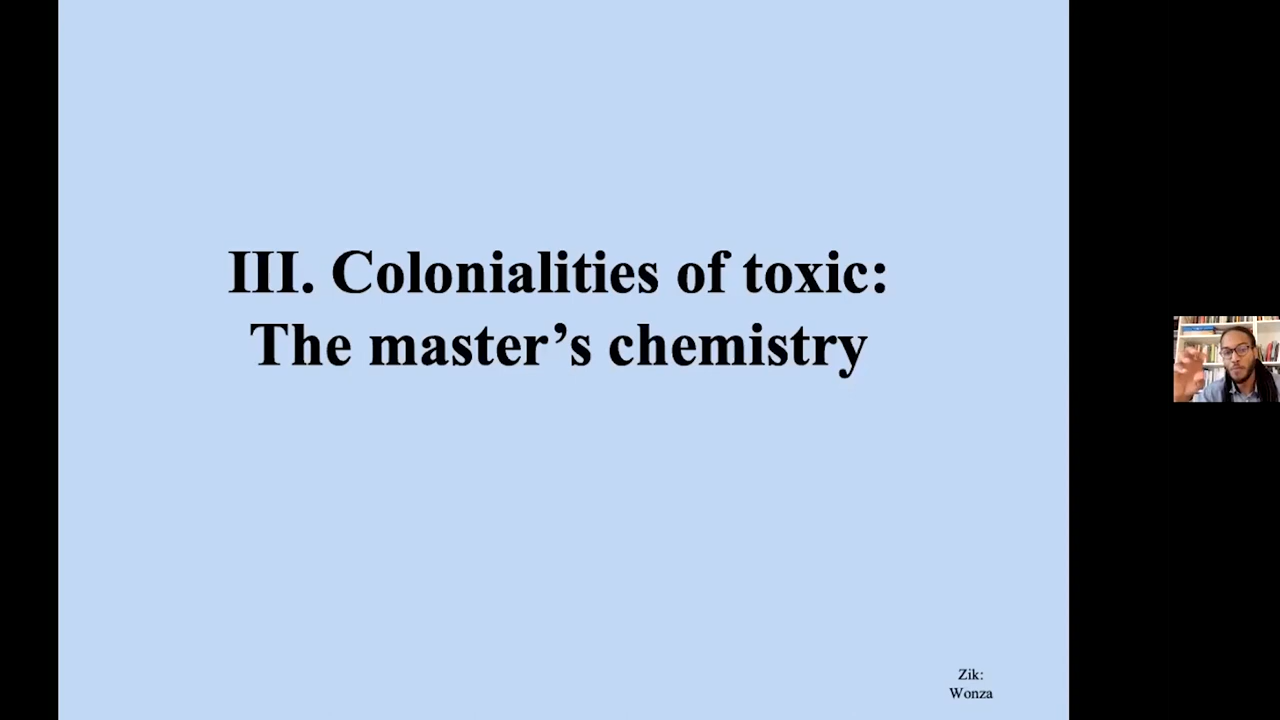 III. Colonialities of toxic:
The master’s chemistry
Zik:
Wonza